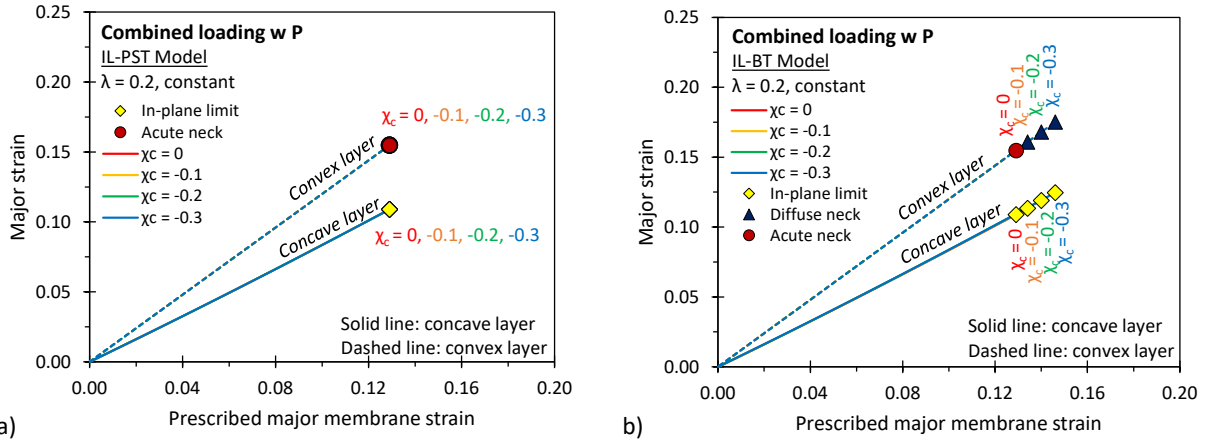 Combined loading w P
IL-PST Model
λ = 0.2, constant
In-plane limit
Acute neck
χc = 0
χc = -0.1
χc = -0.2
χc = -0.3
χc = 0, -0.1, -0.2, -0.3
Convex layer
Concave layer
χc = 0, -0.1, -0.2, -0.3
Solid line: concave layer
Dashed line: convex layer
0.25
0.20
0.15
0.10
0.05
0.00
Major strain
0.00 0.04 0.08 0.12 0.16 0.20
Prescribed major membrane strain
a)
Combined loading w P
IL-BT Model
λ = 0.2, constant
χc = 0
χc = -0.1
χc = -0.2
χc = -0.3
In-plane limit
Diffuse neck
Acute neck
χc = 0
χc = -0.1
χc = -0.2
χc = -0.3
Convex layer
Concave layer
χc = 0
χc = -0.1
χc = -0.2
χc = -0.3
Solid line: concave layer
Dashed line: convex layer
0.25
0.20
0.15
0.10
0.05
0.00
Major strain
0.00 0.04 0.08 0.12 0.16 0.20
Prescribed major membrane strain
b)